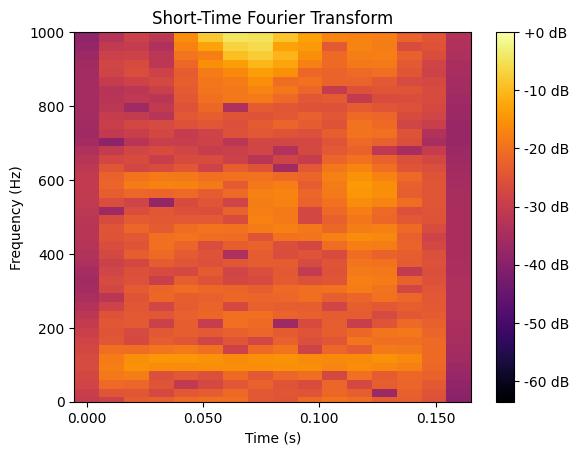 Short-Time Fourier Transform
1000
800
600
400
200
0
Frequency (Hz)
0.000
0.050
0.100
0.150
Time (s)
+0 dB
-10 dB
-20 dB
-30 dB
-40 dB
-50 dB
-60 dB